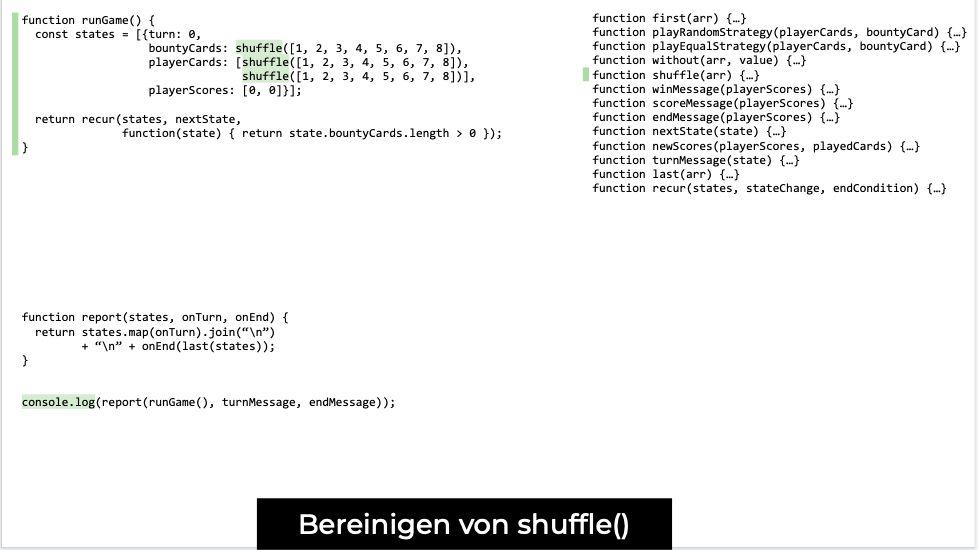 function runGame() {
  const states = [{turn: 0,
                   bountyCards: shuffle([1, 2, 3, 4, 5, 6, 7, 8]),
                   playerCards: [shuffle([1, 2, 3, 4, 5, 6, 7, 8]),
                                 shuffle([1, 2, 3, 4, 5, 6, 7, 8])],
                   playerScores: [0, 0]}];
  return recur(states, nextState,
               function(state) { return state.bountyCards.length > 0 });
}
function report(states, onTurn, onEnd) {
  return states.map(onTurn).join(“\n”)
         + “\n” + onEnd(last(states));
}
console.log(report(runGame(), turnMessage, endMessage));
function first(arr) {…}
function playRandomStrategy(playerCards, bountyCard) {…}
function playEqualStrategy(playerCards, bountyCard) {…}
function without(arr, value) {…}
function shuffle(arr) {…}
function winMessage(playerScores) {…}
function scoreMessage(playerScores) {…}
function endMessage(playerScores) {…}
function nextState(state) {…}
function newScores(playerScores, playedCards) {…}
function turnMessage(state) {…}
function last(arr) {…}
function recur(states, stateChange, endCondition) {…}
Bereinigen von shuffle()